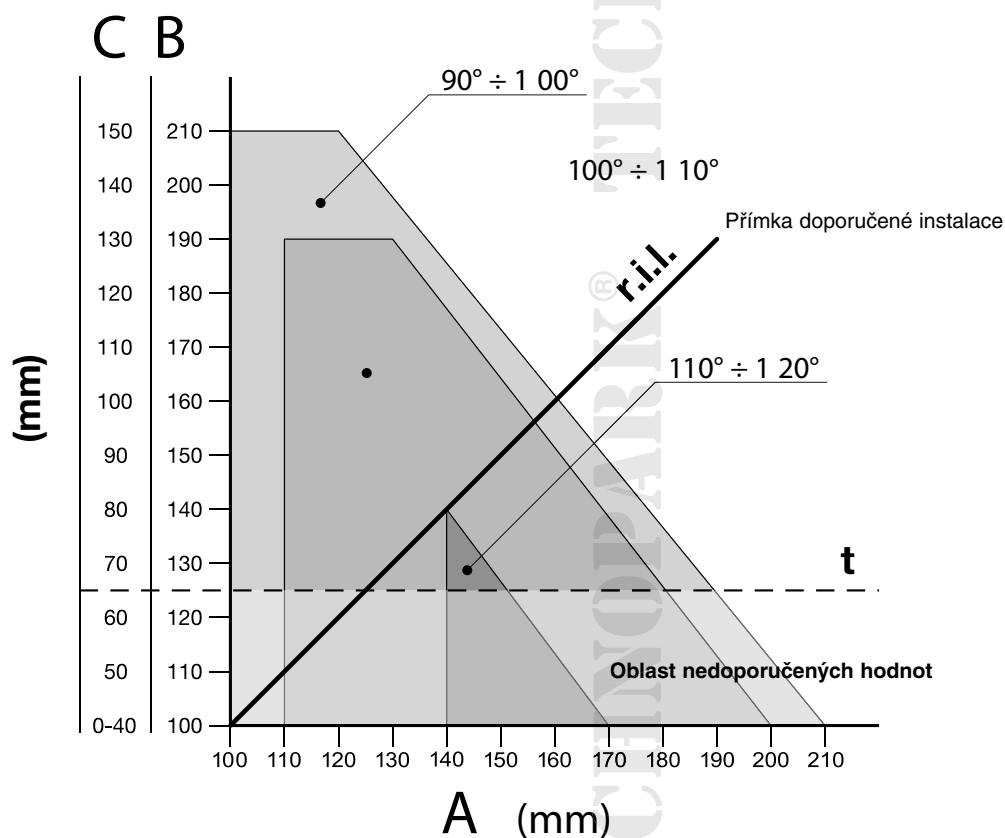 C B
90° ÷ 1 00°
100° ÷ 1 10°
Přímka doporučené instalace
r.i.l.
110° ÷ 1 20°
150 210
140 200
130 190
120 180
110 170
100 160
90 150
80 140
70 130
60 120
50 110
0-40 100
(mm)
t
Oblast nedoporučených hodnot
100 110 120 130 140 150 160 170 180 190 200 210
A (mm)